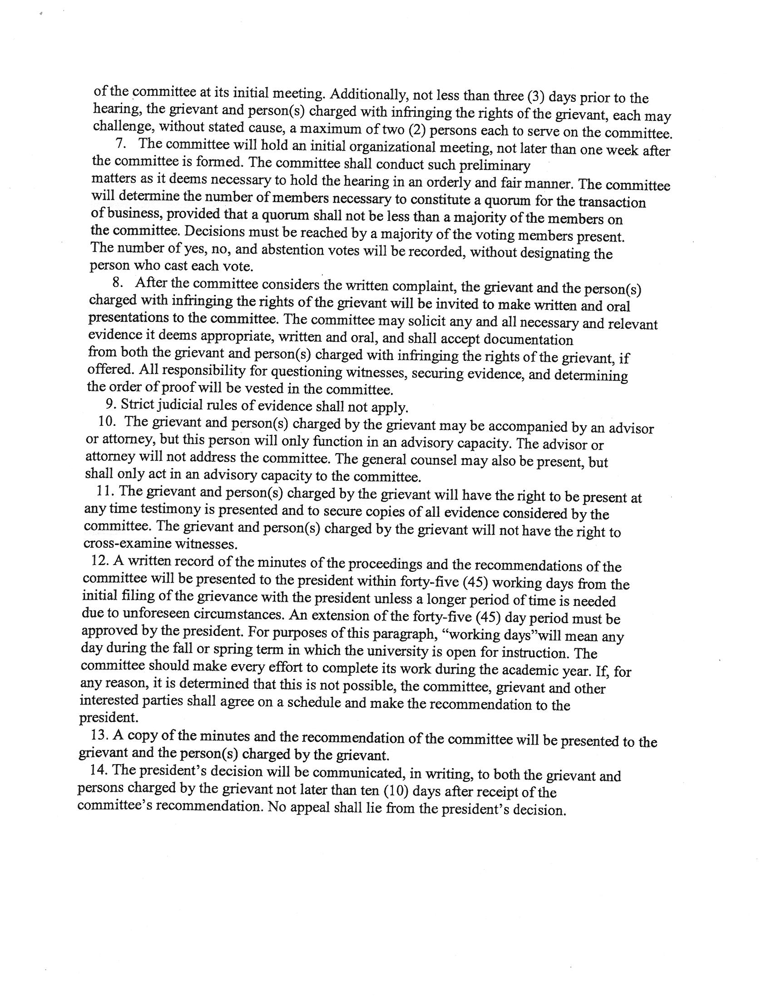 of the committee at its initial meeting. Additionally, not less than three (3) days prior to the
hearing, the grievant and person(s) charged with infringing the rights of the grievant, each may
challenge, without stated cause, a maximum of two (2) persons each to serve on the committee.
7. The committee will hold an initial organizational meeting, not later than one week after
the committee is formed. The committee shall conduct such preliminary
matters as it deems necessary to hold the hearing in an orderly and fair manner. The committee
will determine the number of members necessary to constitute a quorum for the transaction
of business, provided that a quorum shall not be less than a majority of the members on
the committee. Decisions must be reached by a majority of the voting members present.
The number of yes, no, and abstention votes will be recorded, without designating the
person who cast each vote.
8. After the committee considers the written complaint, the grievant and the person(s)
charged with infringing the rights of the grievant will be invited to make written and oral
presentations to the committee. The committee may solicit any and all necessary and relevant
evidence it deems appropriate, written and oral, and shall accept documentation
from both the grievant and person(s) charged with infringing the rights of the grievant, if
offered. All responsibility for questioning witnesses, securing evidence, and determining
the order of proof will be vested in the committee.
9. Strict judicial rules of evidence shall not apply.
10. The grievant and person(s) charged by the grievant may be accompanied by an advisor
or attorney, but this person will only function in an advisory capacity. The advisor or
attorney will not address the committee. The general counsel may also be present, but
shall only act in an advisory capacity to the committee.
11. The grievant and person(s) charged by the grievant will have the right to be present at
any time testimony is presented and to secure copies of all evidence considered by the
committee. The grievant and person(s) charged by the grievant will not have the right to
cross-examine witnesses.
12. A written record of the minutes of the proceedings and the recommendations of the
committee will be presented to the president within forty-five (45) working days from the
initial filing of the grievance with the president unless a longer period of time is needed
due to unforeseen circumstances. An extension of the forty-five (45) day period must be
approved by the president. For purposes of this paragraph, “working days”will mean any
day during the fall or spring term in which the university is open for instruction. The
committee should make every effort to complete its work during the academic year. If, for
any reason, it is determined that this is not possible, the committee, grievant and other
interested parties shall agree on a schedule and make the recommendation to the
president.
13. A copy of the minutes and the recommendation of the committee will be presented to the
grievant and the person(s) charged by the grievant.
14. The president’s decision will be communicated, in writing, to both the grievant and
persons charged by the grievant not later than ten (10) days after receipt of the
committee’s recommendation. No appeal shall lie from the president’s decision.